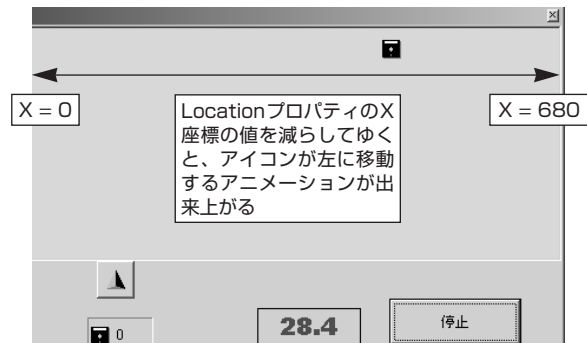 X = 0
X = 680
LocationプロパティのX
座標の値を減らしてゆく
と、アイコンが左に移動
するアニメーションが出
来上がる
0
28.4
停止